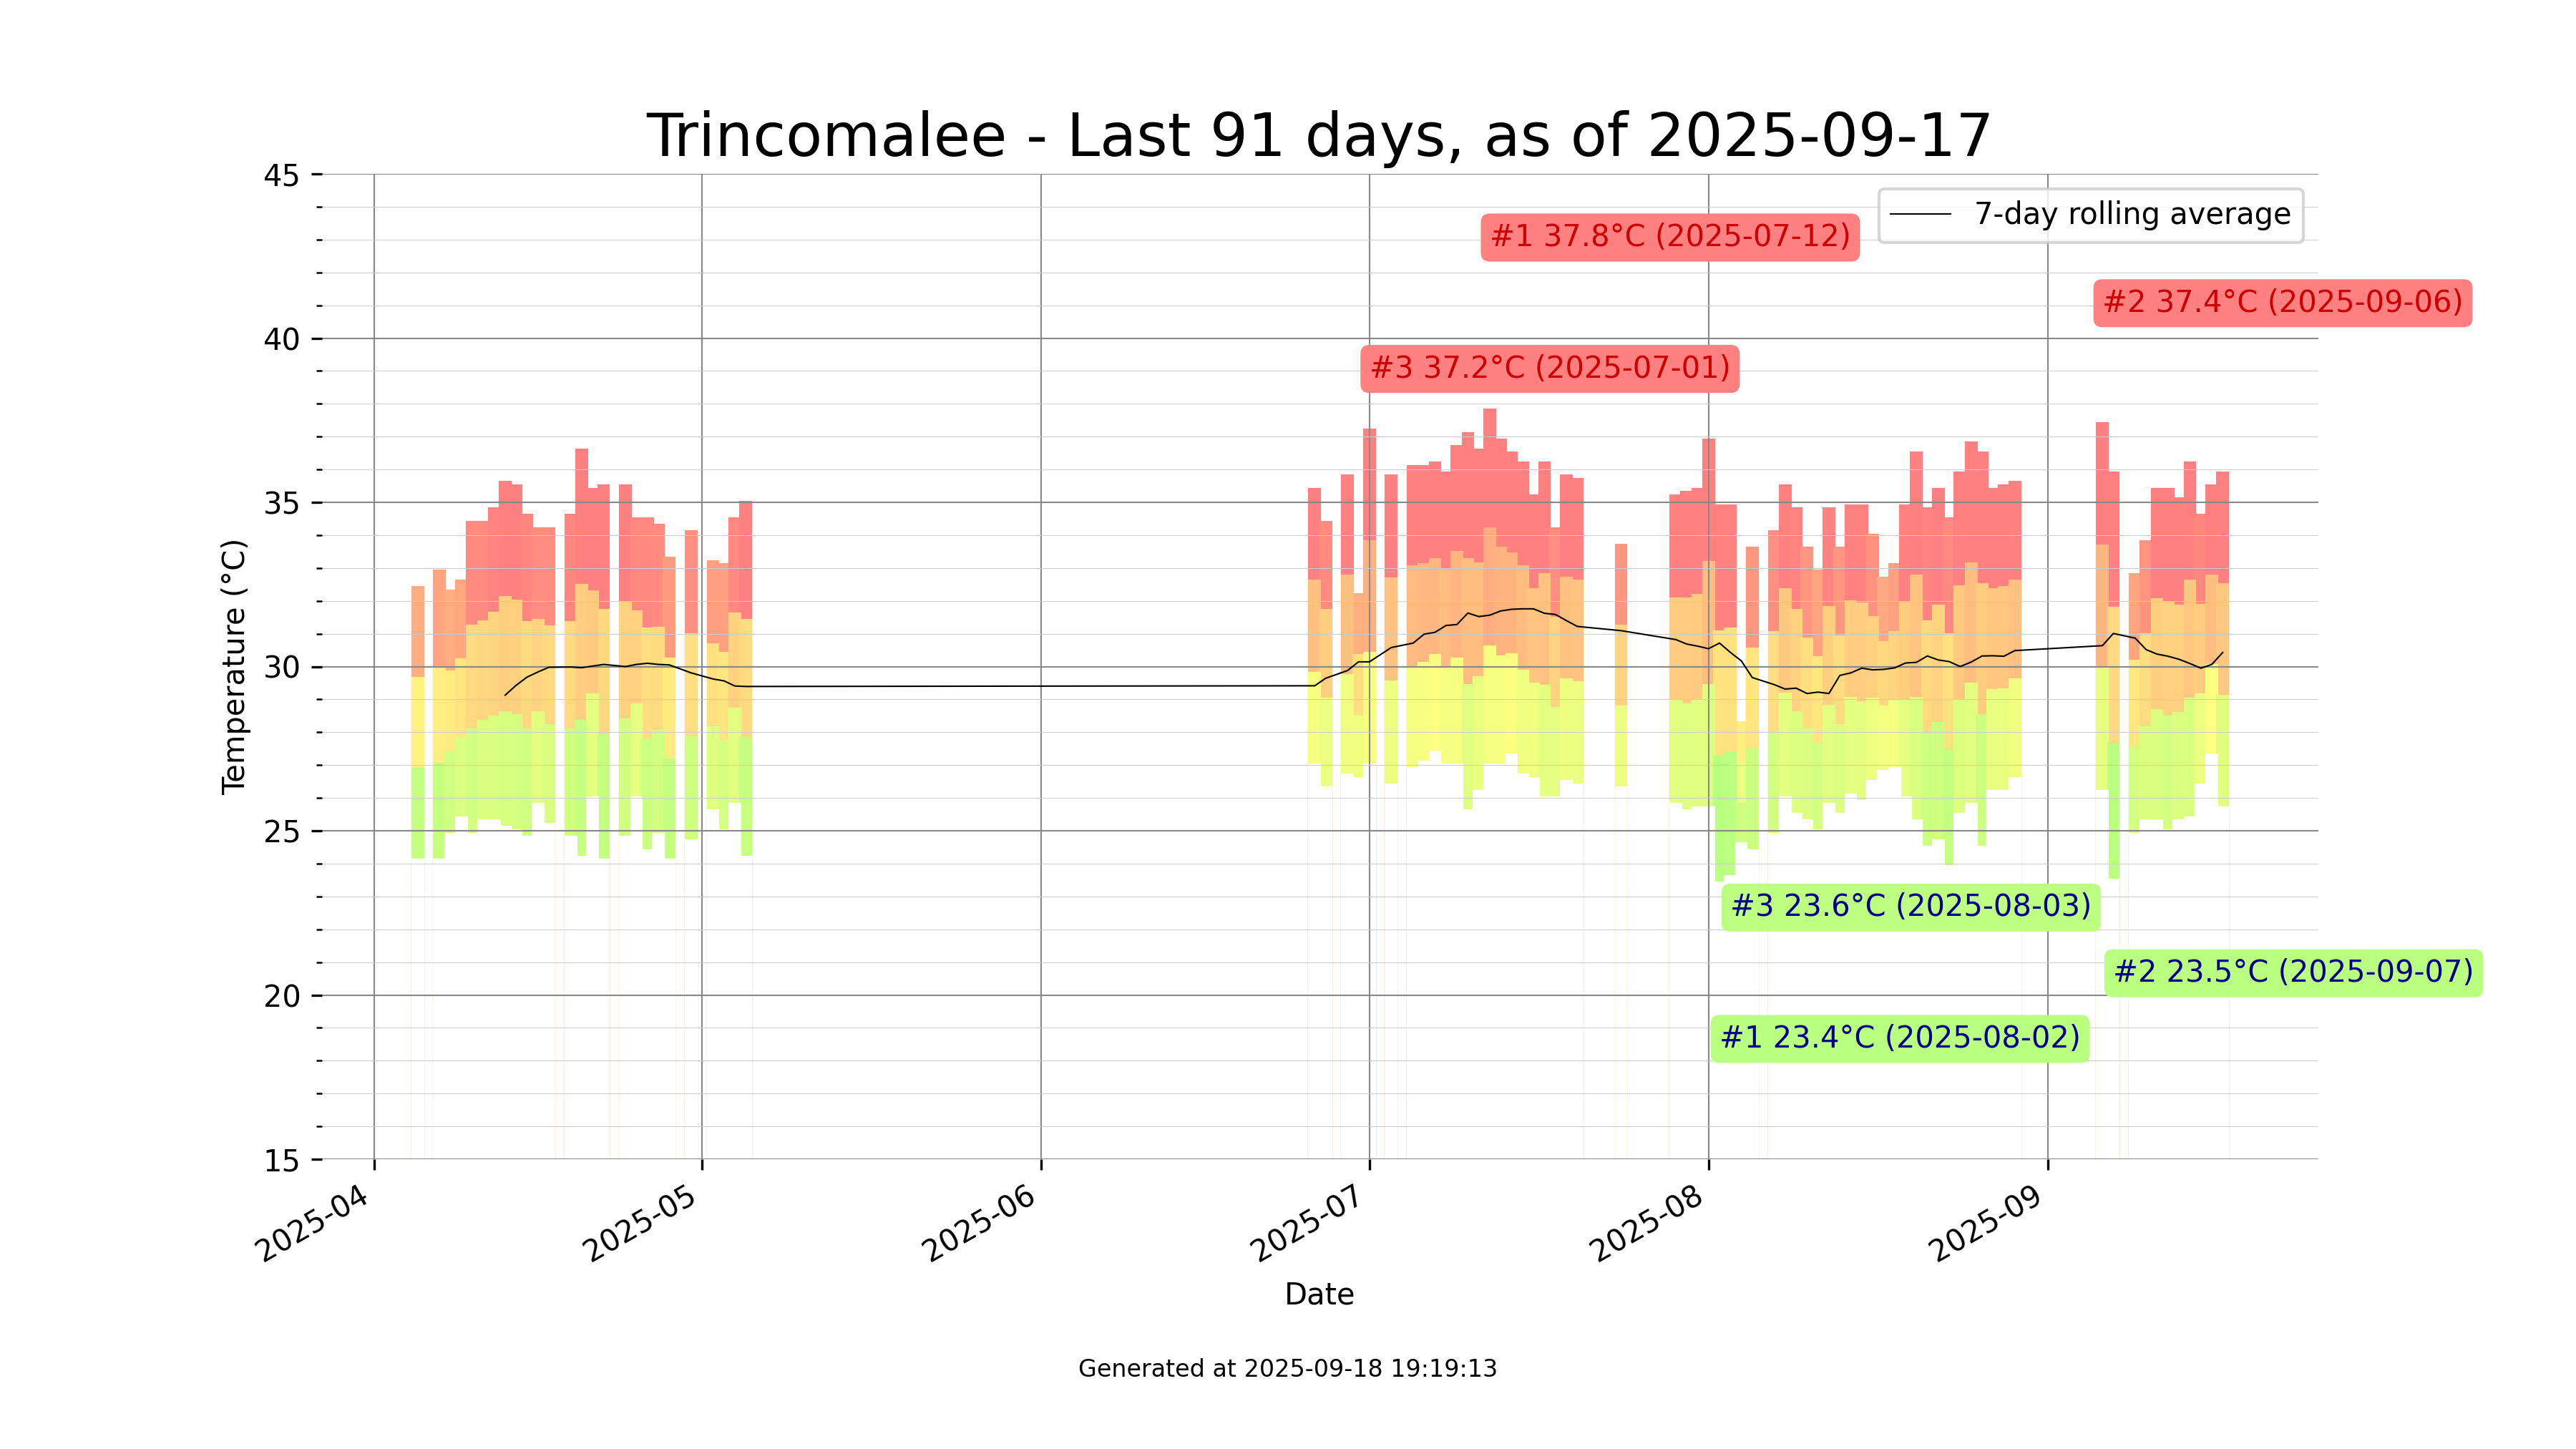 Trincomalee - Last 91 days, as of 2025-09-17
45
40
35
30
25
20
15
Temperature (°C)
7-day rolling average
#1 37.8°C (2025-07-12)
#2 37.4°C (2025-09-06)
#3 37.2°C (2025-07-01)
#3 23.6°C (2025-08-03)
#2 23.5°C (2025-09-07)
#1 23.4°C (2025-08-02)
2025-04
2025-05
2025-06
2025-07
2025-08
2025-09
Date
Generated at 2025-09-18 19:19:13